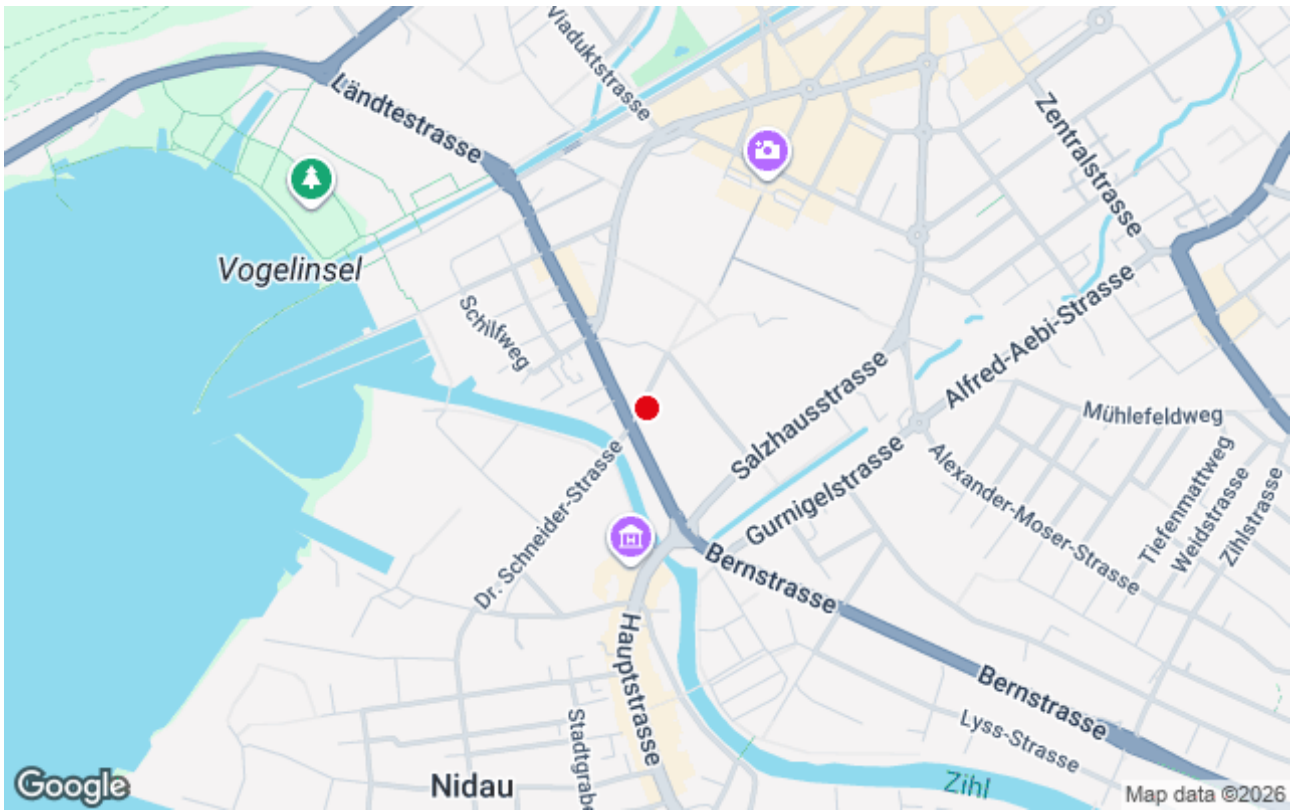 Viaduktstrasse
Ländtestrasse
Zentralstrasse
Vogelinsel
Schilfweg
Alfred-Aebi-Strasse
Salzhausstrasse
Mühlefeldweg
Gurnigelstrasse
Dr. Schneider-Strasse
Alexander-Moser-Strasse
Tiefenmattweg
Weidstrasse
Zihlstrasse
Bernstrasse
Hauptstrasse
Bernstrasse
Lyss-Strasse
Stadtgrabe
Nidau
Zihl
Google
Map data ©2026